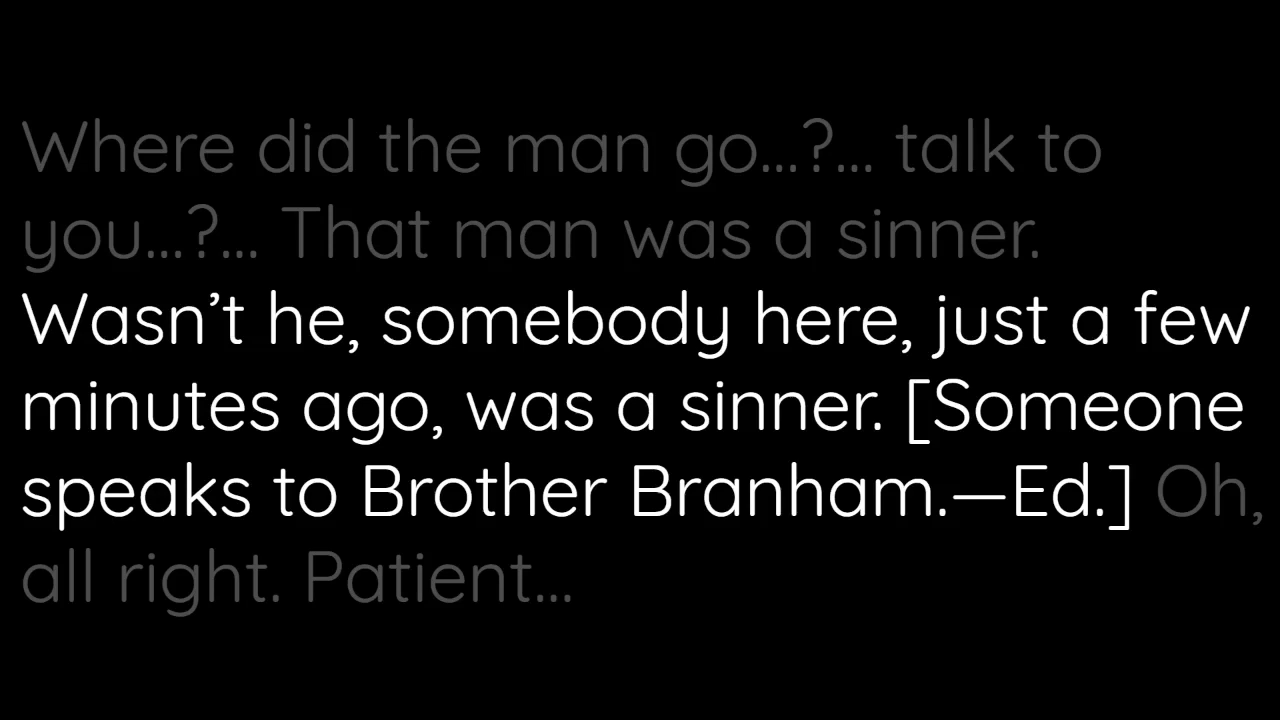 Where did the man go...?... talk to
you...?... That man was a sinner.
Wasn’t he, somebody here, just a few
minutes ago, was a sinner. [Someone
speaks to Brother Branham.—Ed.] Oh,
all right. Patient...